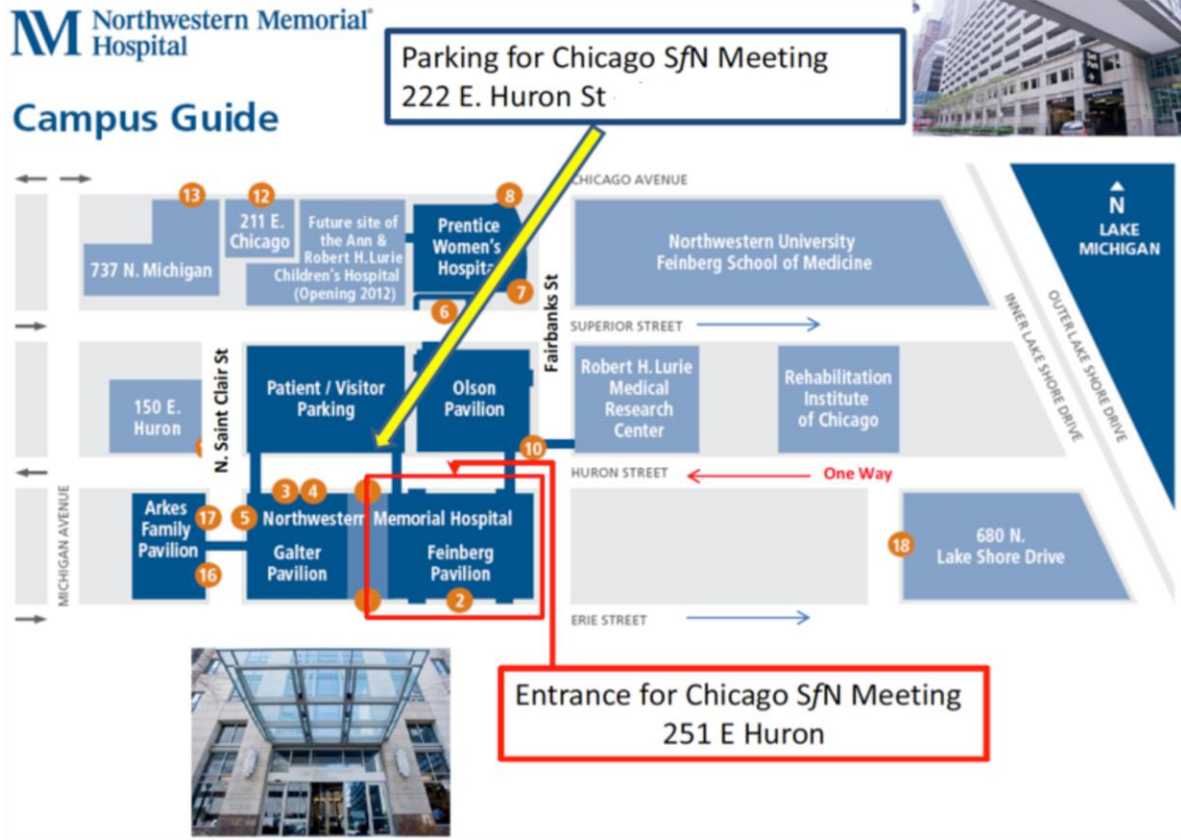 Northwestern Memorial®
Hospital
Campus Guide
Parking for Chicago SfN Meeting
222 E. Huron St
CHICAGO AVENUE
N
LAKE
MICHIGAN
13
12
8
211 E.
Chicago
737 N. Michigan
Future site of
the Ann &
Robert H. Lurie
Children's Hospital
(Opening 2012)
Prentice
Women's
Hospital
7
6
Northwestern University
Feinberg School of Medicine
INNER LAKE SHORE DRIVE
OUTER LAKE SHORE DRIVE
SUPERIOR STREET
Fairbanks St
N. Saint Clair St
150 E.
Huron
Patient / Visitor
Parking
Olson
Pavilion
10
Robert H. Lurie
Medical
Research
Center
Rehabilitation
Institute
of Chicago
HURON STREET
One Way
MICHIGAN AVENUE
Arkes
Family
Pavilion
17
16
3
4
5
Northwestern Memorial Hospital
Galter
Pavilion
Feinberg
Pavilion
2
18
680 N.
Lake Shore Drive
ERIE STREET
Entrance for Chicago SfN Meeting
251 E Huron